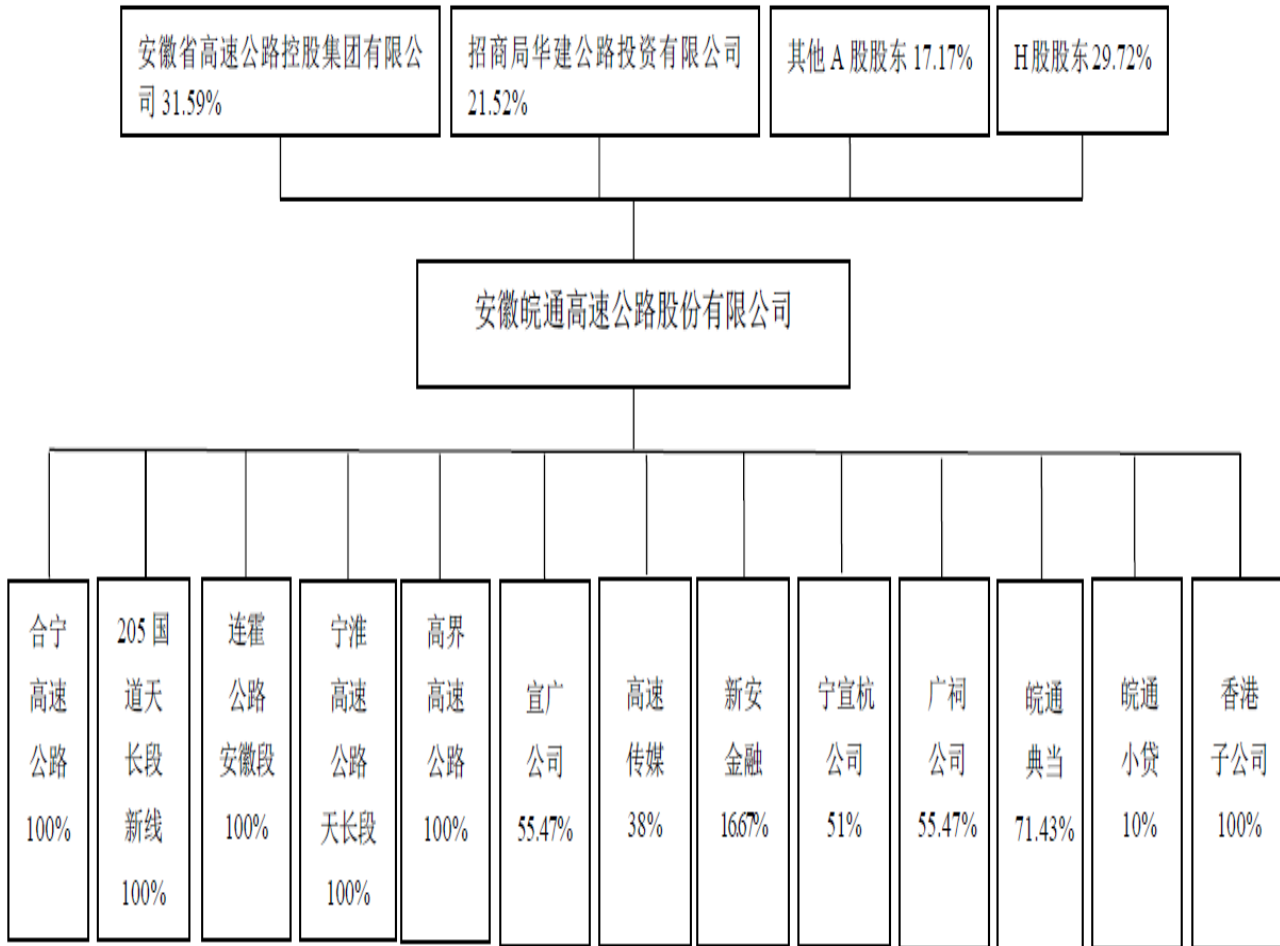 安徽省高速公路控股集团有限公
司 31.59%
招商局华建公路投资有限公司
21.52%
其他 A 股股东 17.17%
H 股股东 29.72%
安徽皖通高速公路股份有限公司
合宁
高速
公路
100%
205 国
道天
长段
新线
100%
连霍
公路
安徽段
100%
宁淮
高速
公路
天长段
100%
高界
高速
公路
100%
宣广
公司
55.47%
高速
传媒
38%
新安
金融
16.67%
宁宣杭
公司
51%
广祠
公司
55.47%
皖通
典当
71.43%
皖通
小贷
10%
香港
子公司
100%